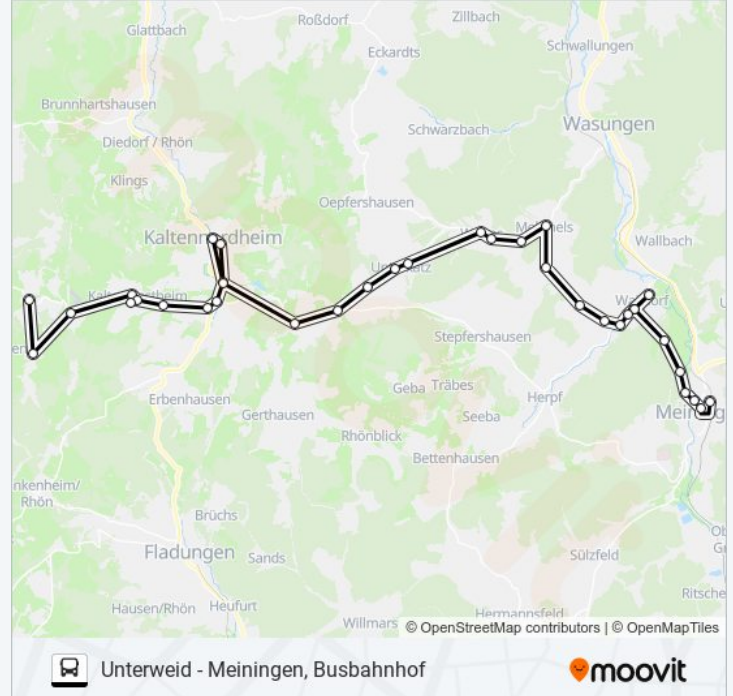 Roßdorf
Zillbach
Glattbach
Eckardts
Schwallungen
Brunnhartshausen
Schwarzbach
Wasungen
Diedorf / Rhön
Klings
Oepfershausen
Kaltennordheim
Wallbach
Stepfershausen
Erbenhausen
Geba
Träbes
Herpf
Gerthausen
Seeba
Rhönblick
Bettenhausen
Rhön
Brüchs
Fladungen
Sands
Sülzfeld
Hausen/Rhön
Heufurt
Willmars
Hermannsfeld
© OpenStreetMap contributors | © OpenMapTiles
Unterweid - Meiningen, Busbahnhof
moovit